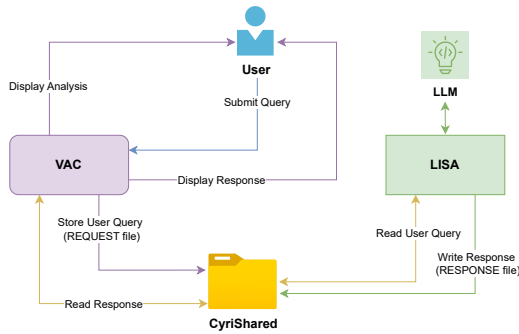 User
Display Analysis
LLM
Submit Query
VAC
LISA
Display Response
Store User Query
(REQUEST file)
Read User Query
Write Response
(RESPONSE file)
Read Response
CyriShared